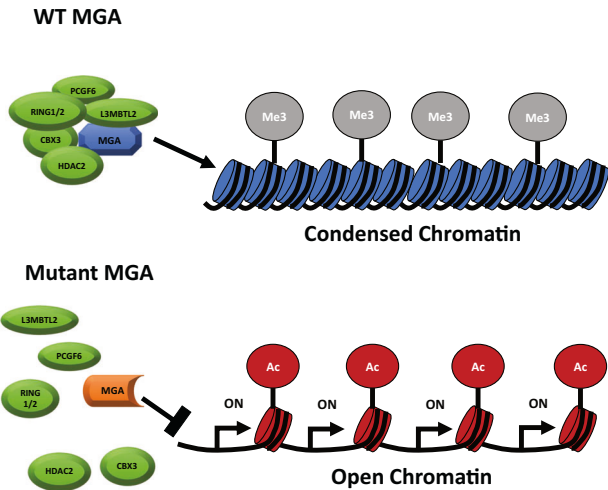 WT MGA
PCGF6
RING1/2
L3MBTL2
CBX3
MGA
HDAC2
Me3
Me3
Me3
Me3
Condensed Chromatin
Mutant MGA
L3MBTL2
PCGF6
RING
1/2
MGA
HDAC2
CBX3
Ac
Ac
Ac
Ac
ON
ON
ON
ON
Open Chromatin